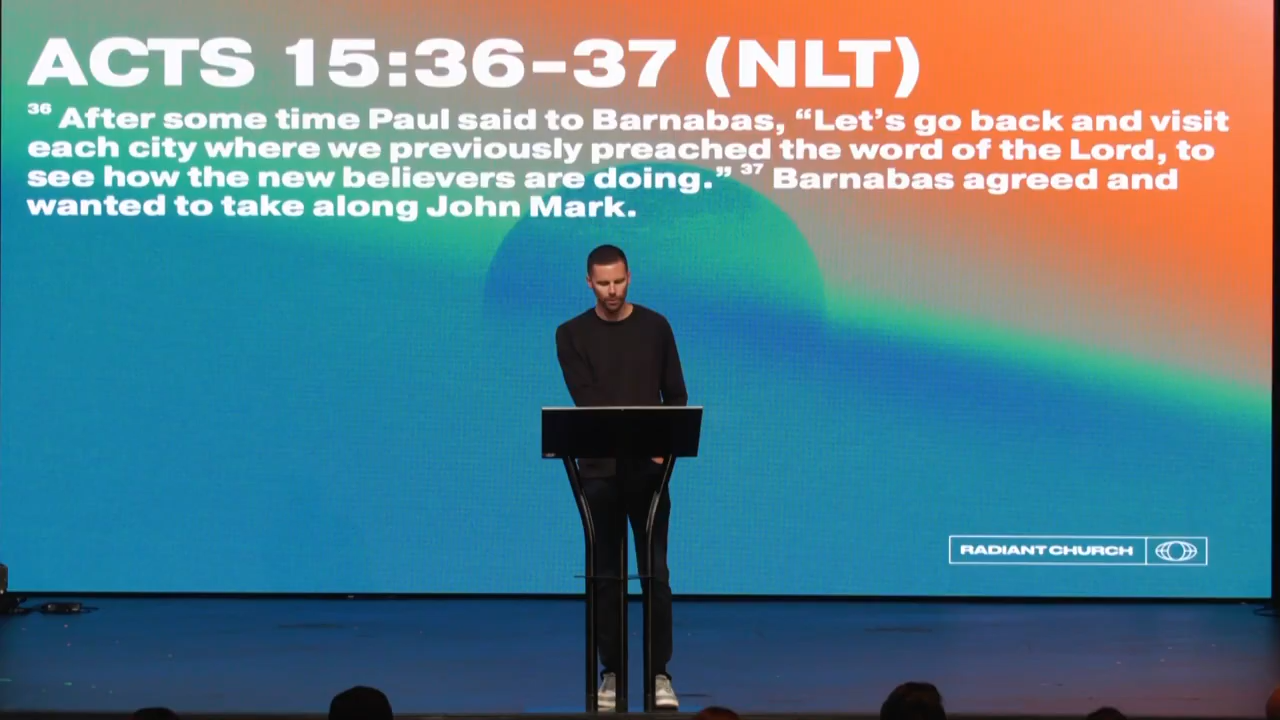 ACTS 15:36-37 (NLT)
³⁶ After some time Paul said to Barnabas, “Let’s go back and visit
each city where we previously preached the word of the Lord, to
see how the new believers are doing.” ³⁷ Barnabas agreed and
wanted to take along John Mark.
RADIANT CHURCH